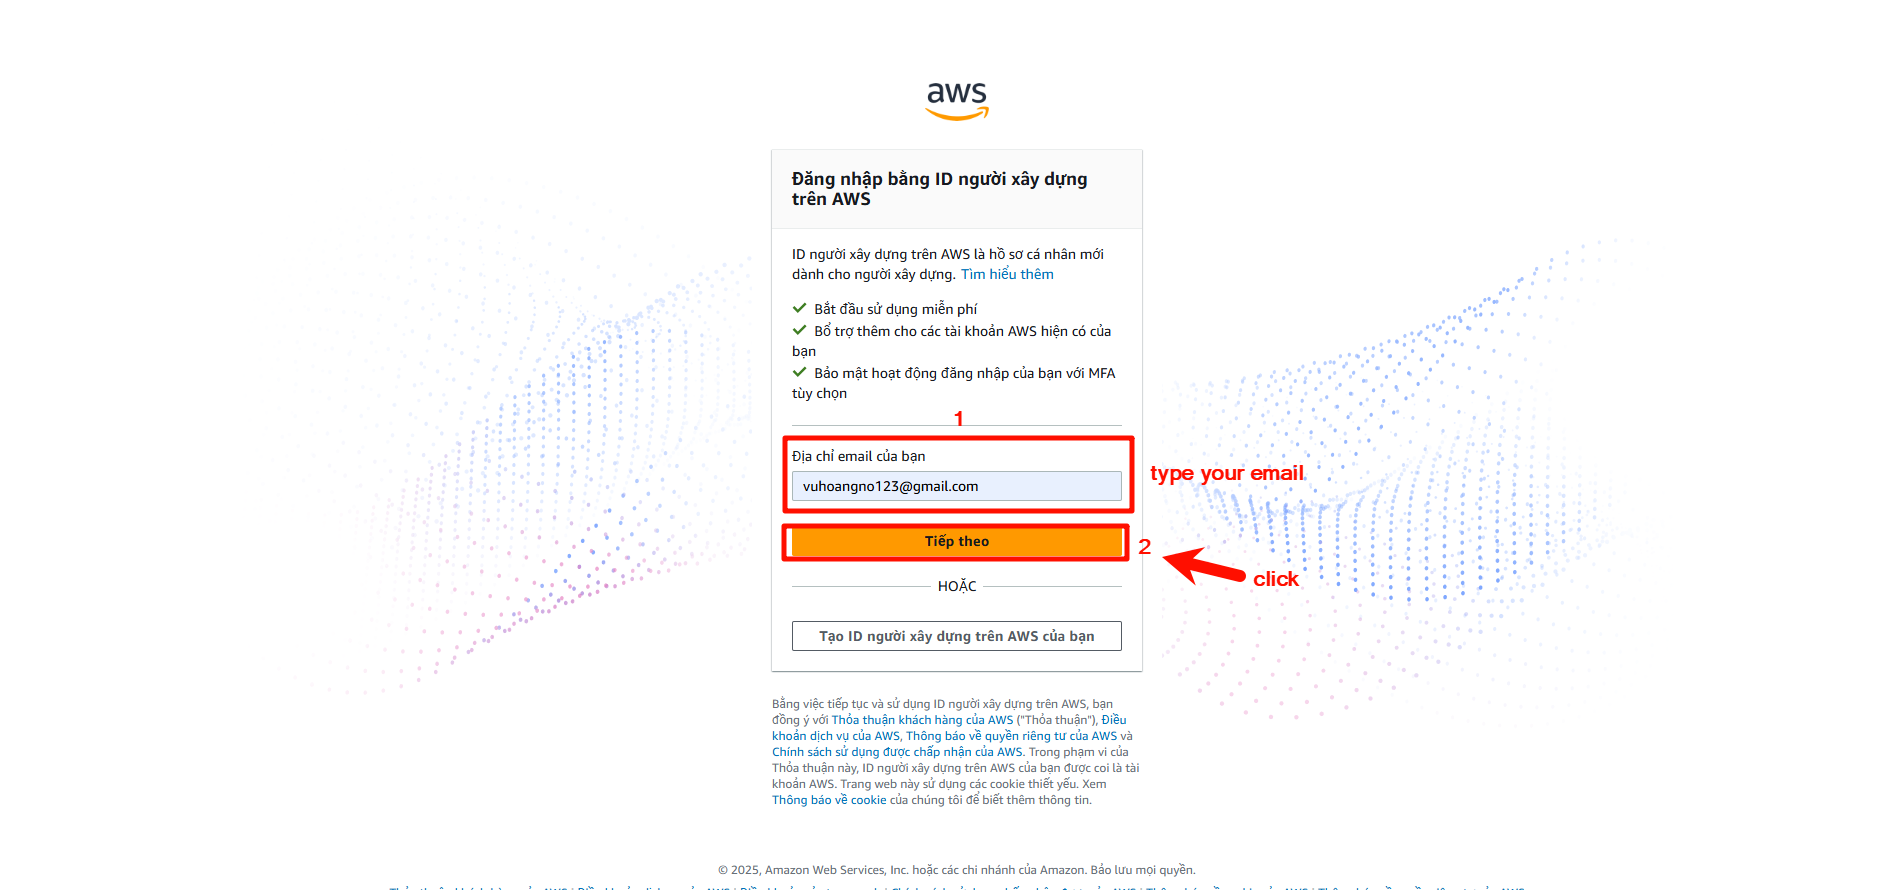 aws
Đăng nhập bằng ID người xây dựng
trên AWS
ID người xây dựng trên AWS là hồ sơ cá nhân mới
dành cho người xây dựng. Tìm hiểu thêm
Bắt đầu sử dụng miễn phí
Bổ trợ thêm cho các tài khoản AWS hiện có của
bạn
Bảo mật hoạt động đăng nhập của bạn với MFA
tùy chọn
1
Địa chỉ email của bạn
vuhoangno123@gmail.com
type your email
Tiếp theo
2
click
HOẶC
Tạo ID người xây dựng trên AWS của bạn
Bằng việc tiếp tục và sử dụng ID người xây dựng trên AWS, bạn
đồng ý với Thỏa thuận khách hàng của AWS ("Thỏa thuận"), Điều
khoản dịch vụ của AWS, Thông báo về quyền riêng tư của AWS và
Chính sách sử dụng được chấp nhận của AWS. Trong phạm vi của
Thỏa thuận này, ID người xây dựng trên AWS của bạn được coi là tài
khoản AWS. Trang web này sử dụng các cookie thiết yếu. Xem
Thông báo về cookie của chúng tôi để biết thêm thông tin.
© 2025, Amazon Web Services, Inc. hoặc các chi nhánh của Amazon. Bảo lưu mọi quyền.